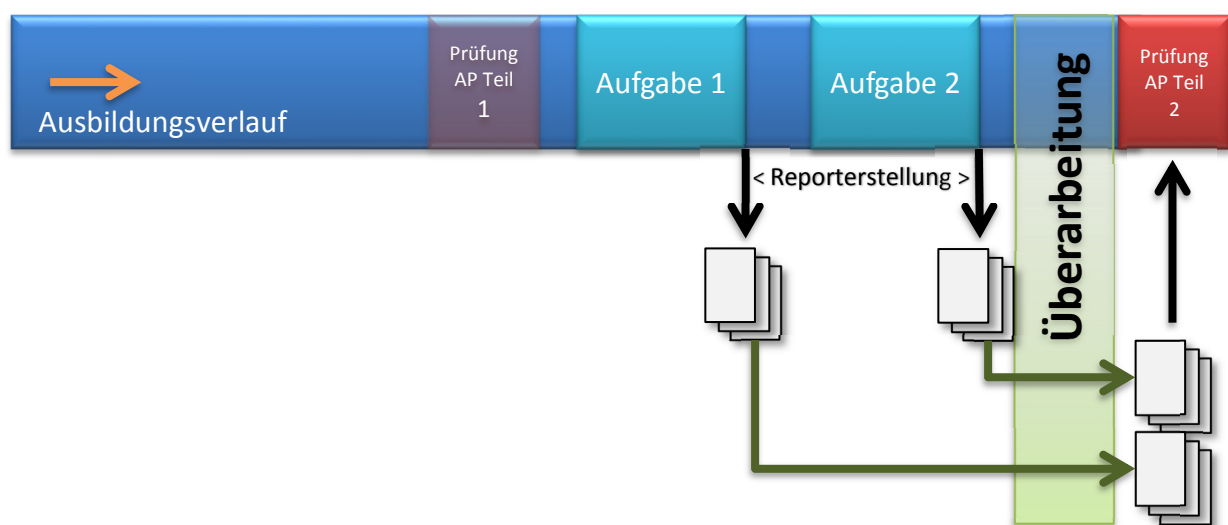 Ausbildungsverlauf
Prüfung
AP Teil
1
Aufgabe 1
Aufgabe 2
Überarbeitung
Prüfung
AP Teil
2
< Reporterstellung >